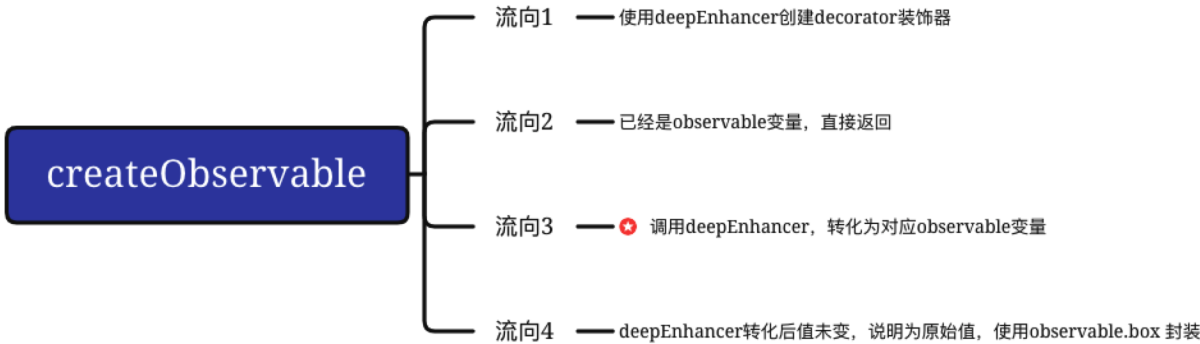 流向1
使用deepEnhancer创建decorator装饰器
流向2
已经是observable变量，直接返回
createObservable
流向3
调用deepEnhancer，转化为对应observable变量
流向4
deepEnhancer转化后值未变，说明为原始值，使用observable.box 封装